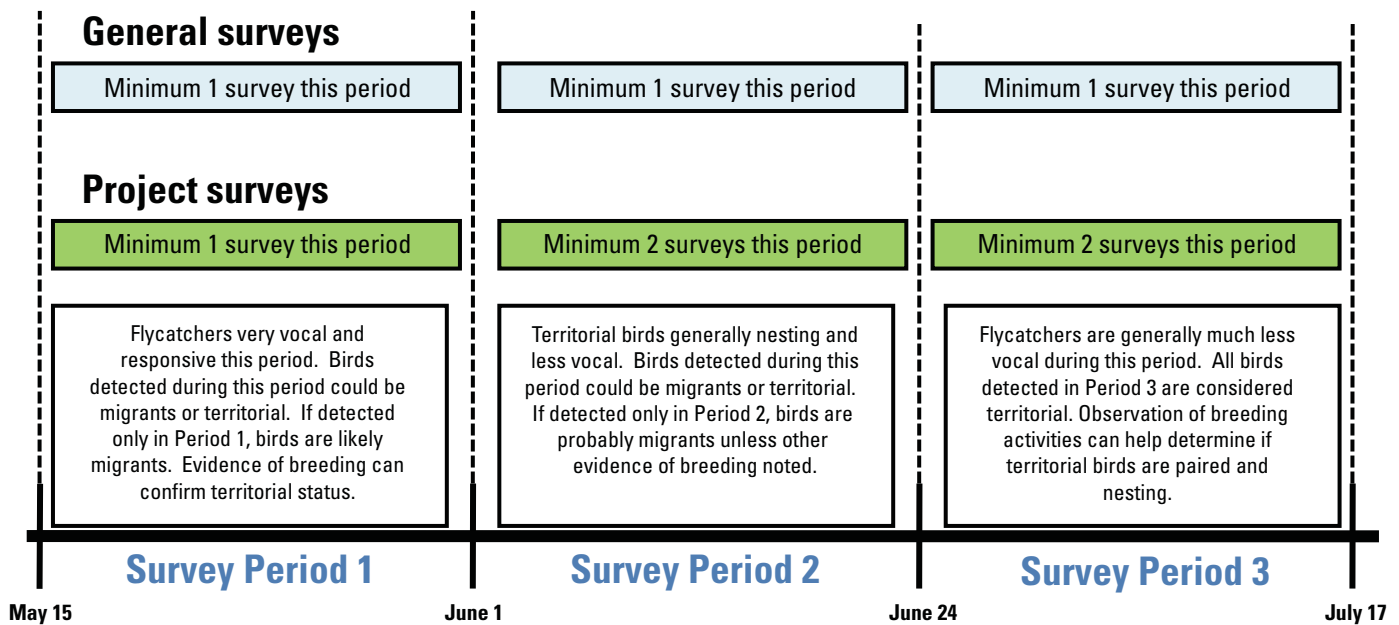 General surveys
Minimum 1 survey this period
Minimum 1 survey this period
Minimum 1 survey this period
Project surveys
Minimum 1 survey this period
Minimum 2 surveys this period
Minimum 2 surveys this period
Flycatchers very vocal and
responsive this period. Birds
detected during this period could be
migrants or territorial. If detected
only in Period 1, birds are likely
migrants. Evidence of breeding can
confirm territorial status.
Territorial birds generally nesting and
less vocal. Birds detected during this
period could be migrants or territorial.
If detected only in Period 2, birds are
probably migrants unless other
evidence of breeding noted.
Flycatchers are generally much less
vocal during this period. All birds
detected in Period 3 are considered
territorial. Observation of breeding
activities can help determine if
territorial birds are paired and
nesting.
Survey Period 1
Survey Period 2
Survey Period 3
May 15
June 1
June 24
July 17